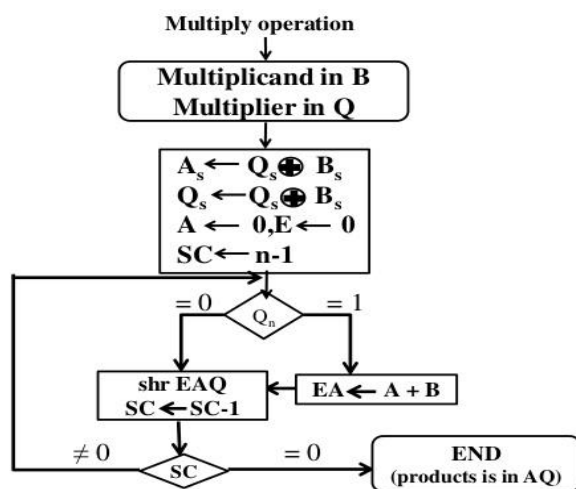 Multiply operation
Multiplicand in B
Multiplier in Q
Aₛ ← Qₛ ⊕ Bₛ
Qₛ ← Qₛ ⊕ Bₛ
A ← 0,E ← 0
SC ← n-1
= 0
Qₙ
= 1
shr EAQ
SC ← SC-1
EA ← A + B
≠ 0
SC
= 0
END
(products is in AQ)